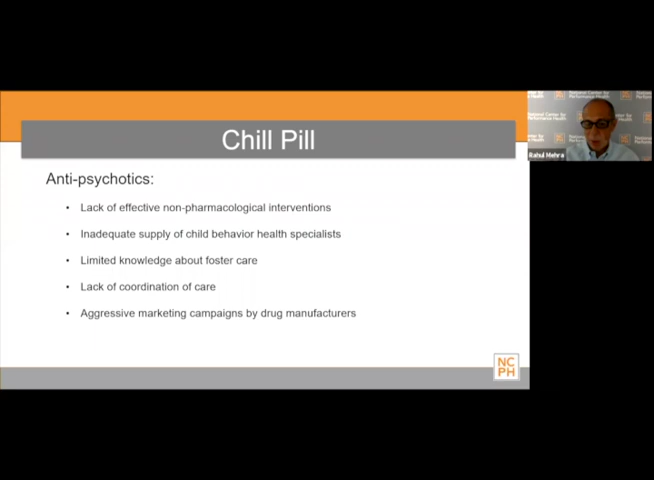 Chill Pill
Anti-psychotics:
• Lack of effective non-pharmacological interventions
• Inadequate supply of child behavior health specialists
• Limited knowledge about foster care
• Lack of coordination of care
• Aggressive marketing campaigns by drug manufacturers
NC
PH
Rahul Mehra